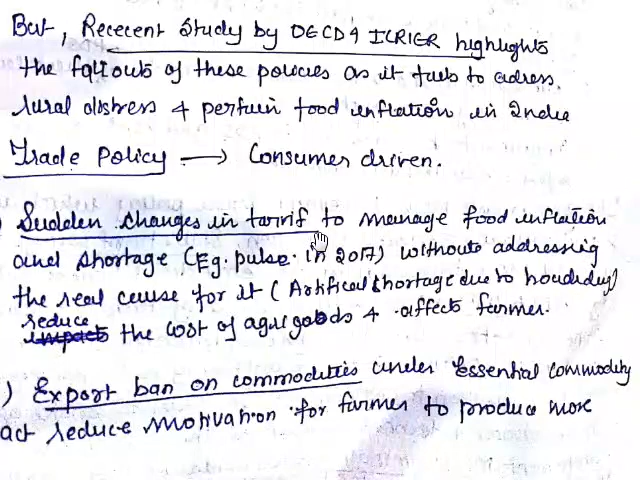 But, Rececent Study by OECD & ICRIER highlights
the fallouts of these policies as it fails to adress
rural distress & food inflation in India
Trade Policy → Consumer driven.
) Sudden changes in tarrif to manage food inflation
and shortage (Eg. pulse in 2017) without addressing
the real cause for it (Artifical shortage due to
reduce
impacts the cost of agri goods & affects farmer.
) Export ban on commodities under Essential commodity
act reduce motivation for farmer to produce more